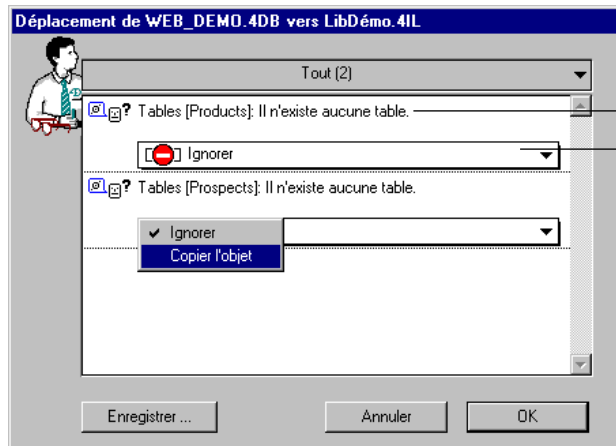 Déplacement de WEB_DEMO.4DB vers LibDémo.4IL
Tout (2)
? Tables [Products]: Il n'existe aucune table.
Ignorer
? Tables [Prospects]: Il n'existe aucune table.
✓ Ignorer
Copier l'objet
Enregistrer ...
Annuler
OK